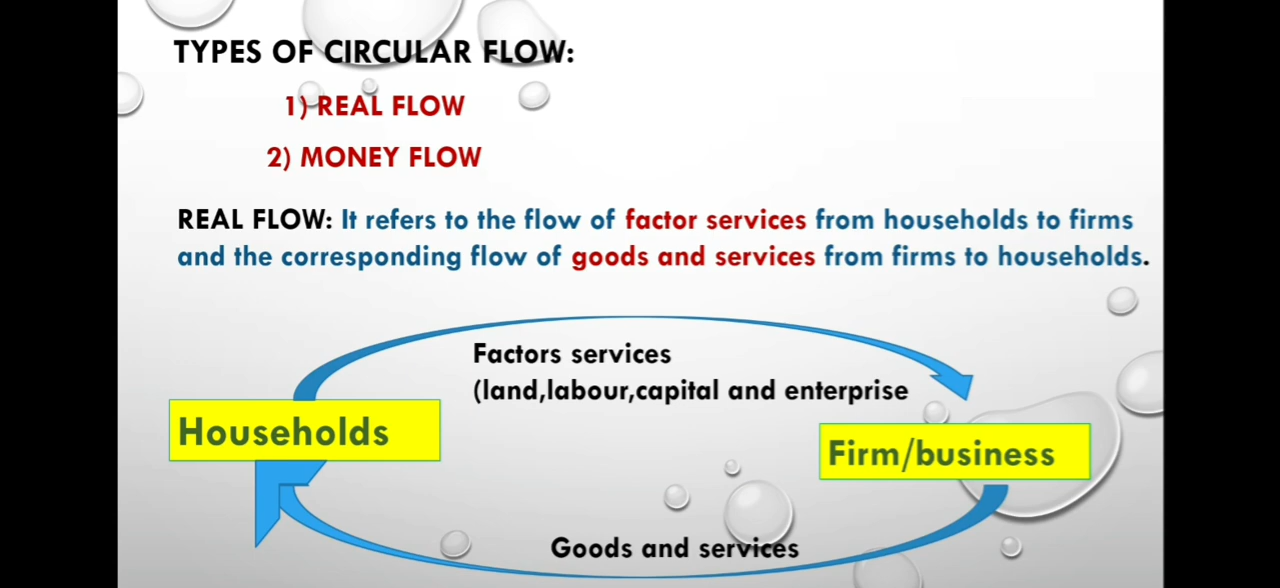 TYPES OF CIRCULAR FLOW:
1) REAL FLOW
2) MONEY FLOW
REAL FLOW: It refers to the flow of factor services from households to firms
and the corresponding flow of goods and services from firms to households.
Factors services
(land,labour,capital and enterprise
Households
Firm/business
Goods and services